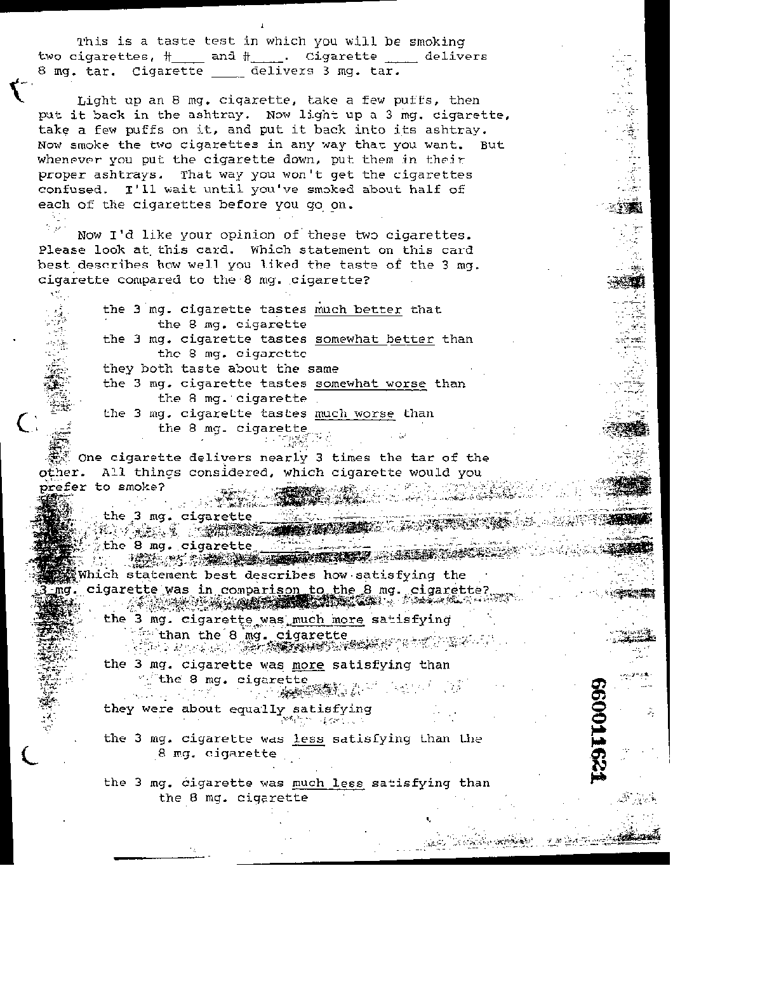 This is a taste test in which you will be smoking
two cigarettes, #____ and #____. Cigarette ____ delivers
8 mg. tar. Cigarette ____ delivers 3 mg. tar.
Light up an 8 mg. cigarette, take a few puffs, then
put it back in the ashtray. Now light up a 3 mg. cigarette,
take a few puffs on it, and put it back into its ashtray.
Now smoke the two cigarettes in any way that you want. But
whenever you put the cigarette down, put them in their
proper ashtrays. That way you won't get the cigarettes
confused. I'll wait until you've smoked about half of
each of the cigarettes before you go on.
Now I'd like your opinion of these two cigarettes.
Please look at this card. Which statement on this card
best describes how well you liked the taste of the 3 mg.
cigarette compared to the 8 mg. cigarette?
the 3 mg. cigarette tastes much better that
the 8 mg. cigarette
the 3 mg. cigarette tastes somewhat better than
the 8 mg. cigarette
they both taste about the same
the 3 mg. cigarette tastes somewhat worse than
the 8 mg. cigarette
the 3 mg. cigarette tastes much worse than
the 8 mg. cigarette
One cigarette delivers nearly 3 times the tar of the
other. All things considered, which cigarette would you
prefer to smoke?
the 3 mg. cigarette ____
the 8 mg. cigarette ____
Which statement best describes how satisfying the
3 mg. cigarette was in comparison to the 8 mg. cigarette?
the 3 mg. cigarette was much more satisfying
than the 8 mg. cigarette
the 3 mg. cigarette was more satisfying than
the 8 mg. cigarette
they were about equally satisfying
the 3 mg. cigarette was less satisfying than the
8 mg. cigarette
the 3 mg. cigarette was much less satisfying than
the 8 mg. cigarette
660011621